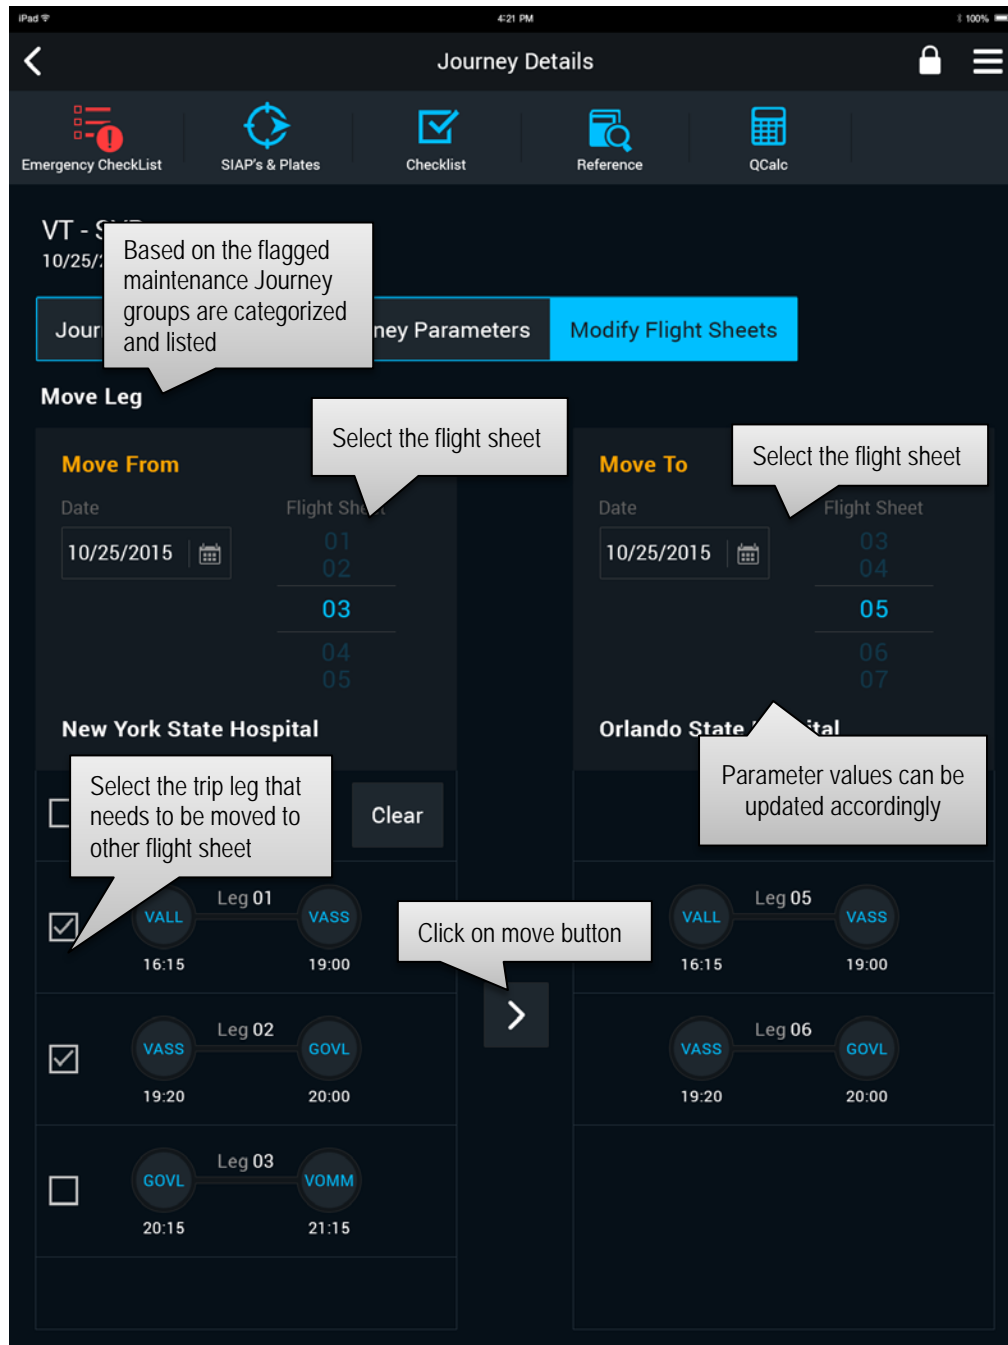 iPad
4:21 PM
100%
Journey Details
Emergency CheckList
SIAP's & Plates
Checklist
Reference
QCalc
VT -
10/25/
Based on the flagged
maintenance Journey
groups are categorized
and listed
Parameters
Modify Flight Sheets
Move Leg
Select the flight sheet
Select the flight sheet
Move From
Date
Flight Sheet
10/25/2015
01
02
03
04
05
New York State Hospital
Move To
Date
Flight Sheet
10/25/2015
03
04
05
06
07
Orlando State
Parameter values can be
updated accordingly
Select the trip leg that
needs to be moved to
other flight sheet
Clear
Leg 01
VALL
VASS
16:15
19:00
Leg 02
VASS
GOVL
19:20
20:00
Leg 03
GOVL
VOMM
20:15
21:15
Click on move button
Leg 05
VALL
VASS
16:15
19:00
Leg 06
VASS
GOVL
19:20
20:00